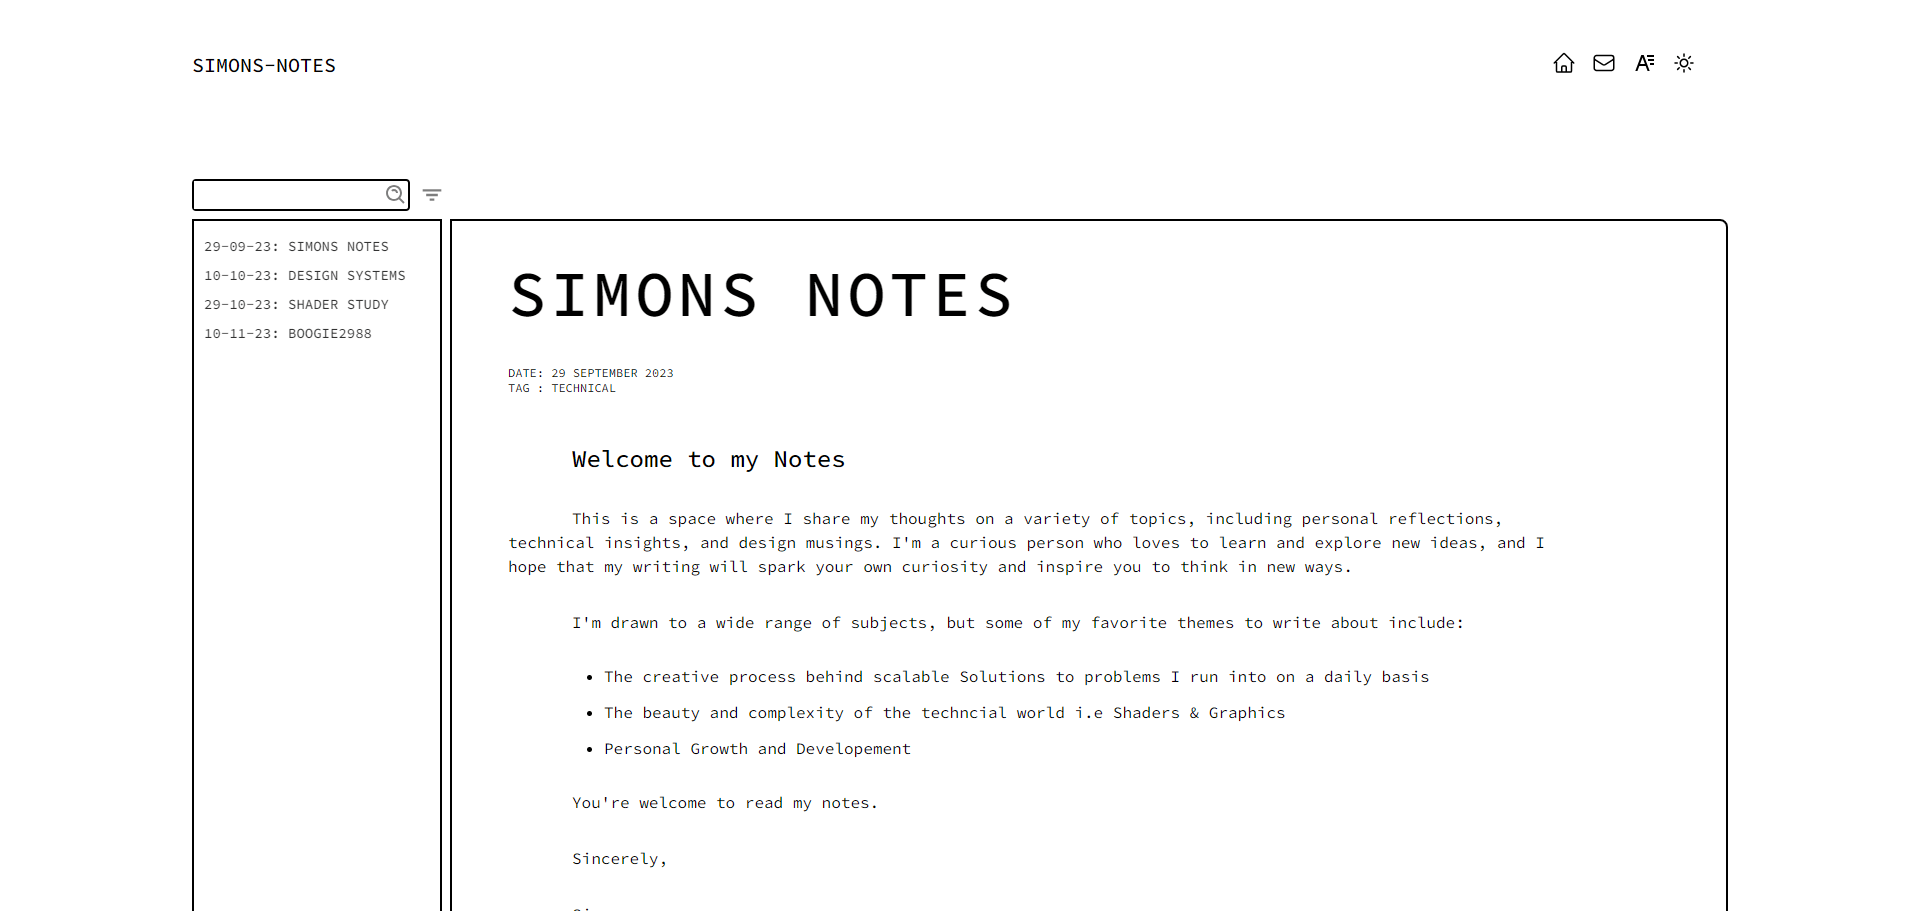 SIMONS-NOTES
29-09-23: SIMONS NOTES
10-10-23: DESIGN SYSTEMS
29-10-23: SHADER STUDY
10-11-23: BOOGIE2988
SIMONS NOTES
DATE: 29 SEPTEMBER 2023
TAG : TECHNICAL
Welcome to my Notes
This is a space where I share my thoughts on a variety of topics, including personal reflections,
technical insights, and design musings. I'm a curious person who loves to learn and explore new ideas, and I
hope that my writing will spark your own curiosity and inspire you to think in new ways.
I'm drawn to a wide range of subjects, but some of my favorite themes to write about include:
• The creative process behind scalable Solutions to problems I run into on a daily basis
• The beauty and complexity of the techncial world i.e Shaders & Graphics
• Personal Growth and Developement
You're welcome to read my notes.
Sincerely,